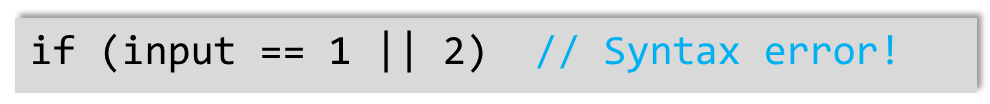 if (input == 1 || 2)  // Syntax error!